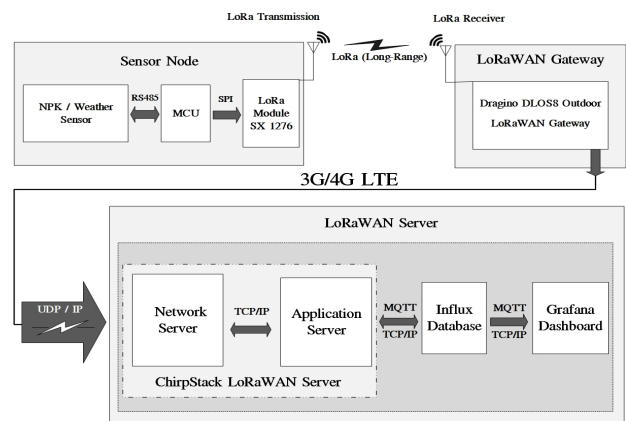 LoRa Transmission
LoRa Receiver
LoRa (Long-Range)
Sensor Node
NPK / Weather
Sensor
RS485
MCU
SPI
LoRa
Module
SX 1276
LoRaWAN Gateway
Dragino DLOS8 Outdoor
LoRaWAN Gateway
3G/4G LTE
LoRaWAN Server
UDP / IP
Network
Server
TCP/IP
Application
Server
ChirpStack LoRaWAN Server
MQTT
TCP/IP
Influx
Database
MQTT
TCP/IP
Grafana
Dashboard